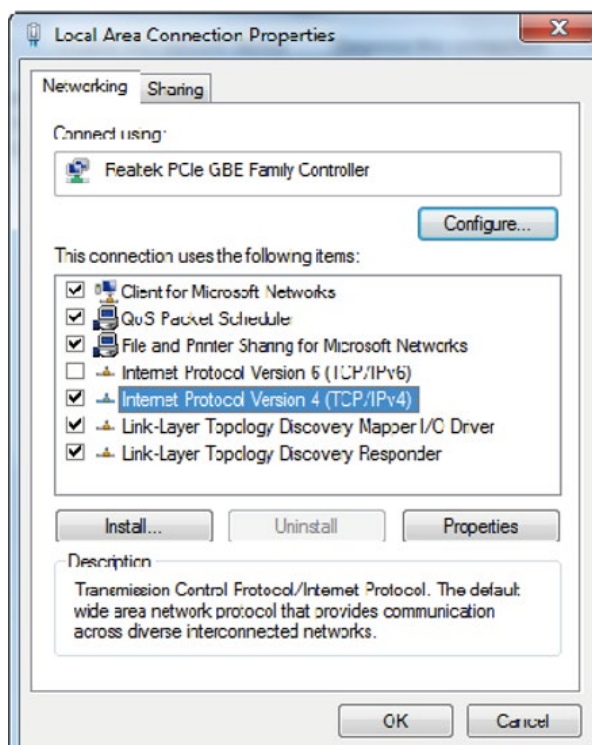 Local Area Connection Properties
Networking Sharing
Connect using:
Realtek PCIe GBE Family Controller
Configure...
This connection uses the following items:
Client for Microsoft Networks
QoS Packet Scheduler
File and Printer Sharing for Microsoft Networks
Internet Protocol Version 6 (TCP/IPv6)
Internet Protocol Version 4 (TCP/IPv4)
Link-Layer Topology Discovery Mapper I/O Driver
Link-Layer Topology Discovery Responder
Install... Uninstall Properties
Description
Transmission Control Protocol/Internet Protocol. The default
wide area network protocol that provides communication
across diverse interconnected networks.
OK Cancel